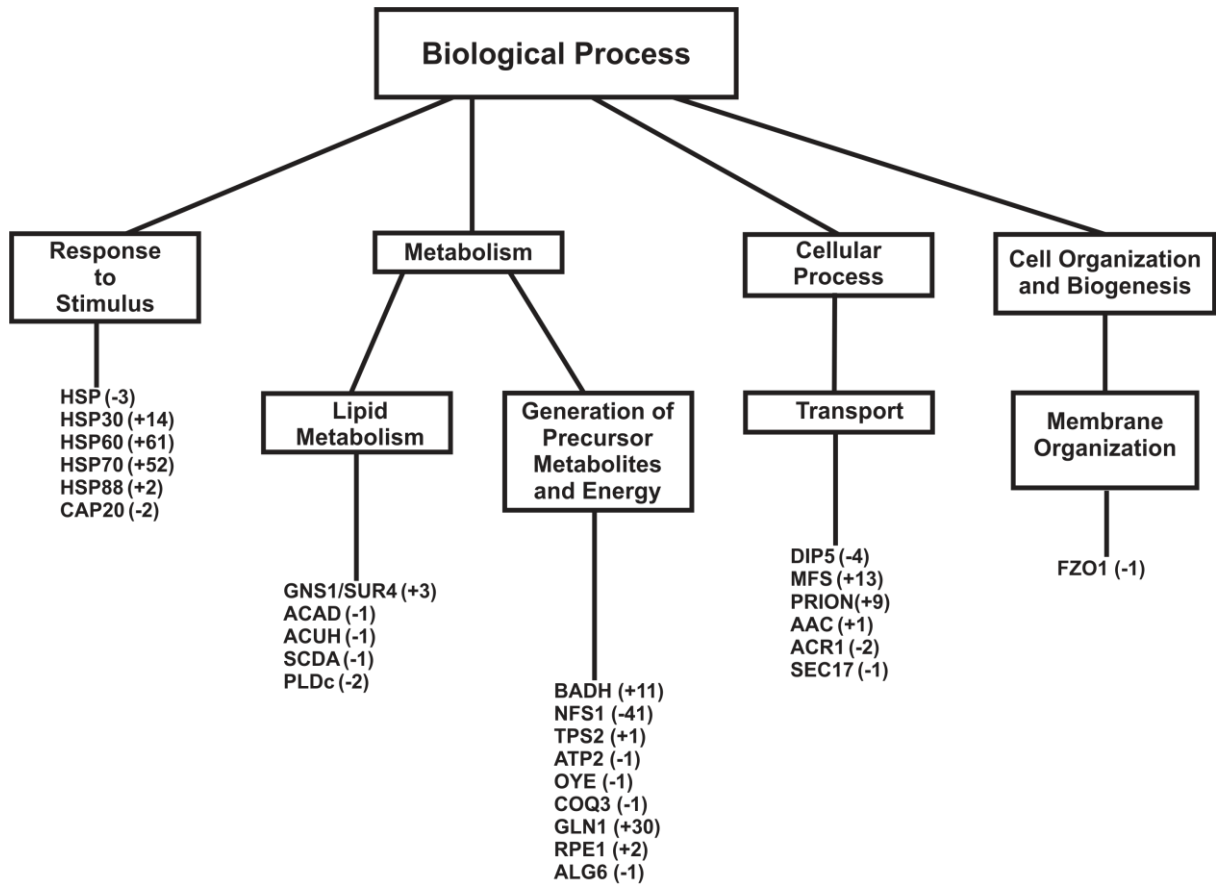 Biological Process
Response
to
Stimulus
Metabolism
Cellular
Process
Cell Organization
and Biogenesis
HSP (-3)
HSP30 (+14)
HSP60 (+61)
HSP70 (+52)
HSP88 (+2)
CAP20 (-2)
Lipid
Metabolism
Generation of
Precursor
Metabolites
and Energy
Transport
Membrane
Organization
GNS1/SUR4 (+3)
ACAD (-1)
ACUH (-1)
SCDA (-1)
PLDc (-2)
BADH (+11)
NFS1 (-41)
TPS2 (+1)
ATP2 (-1)
OYE (-1)
COQ3 (-1)
GLN1 (+30)
RPE1 (+2)
ALG6 (-1)
DIP5 (-4)
MFS (+13)
PRION(+9)
AAC (+1)
ACR1 (-2)
SEC17 (-1)
FZO1 (-1)